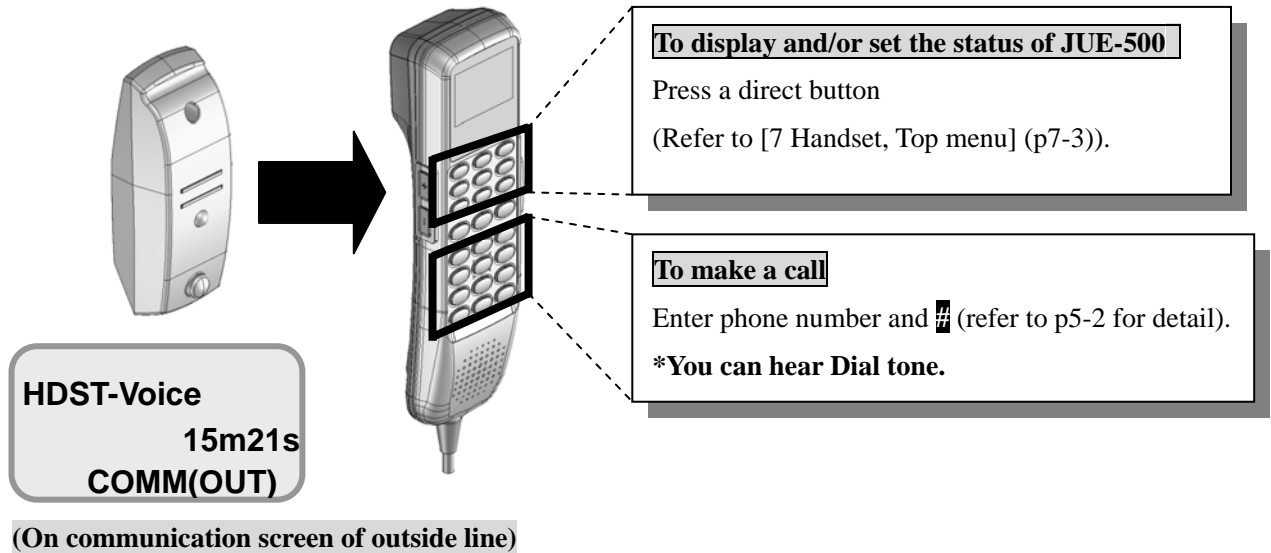 To display and/or set the status of JUE-500
Press a direct button
(Refer to [7 Handset, Top menu] (p7-3)).
To make a call
Enter phone number and # (refer to p5-2 for detail).
*You can hear Dial tone.
HDST-Voice
15m21s
COMM(OUT)
(On communication screen of outside line)